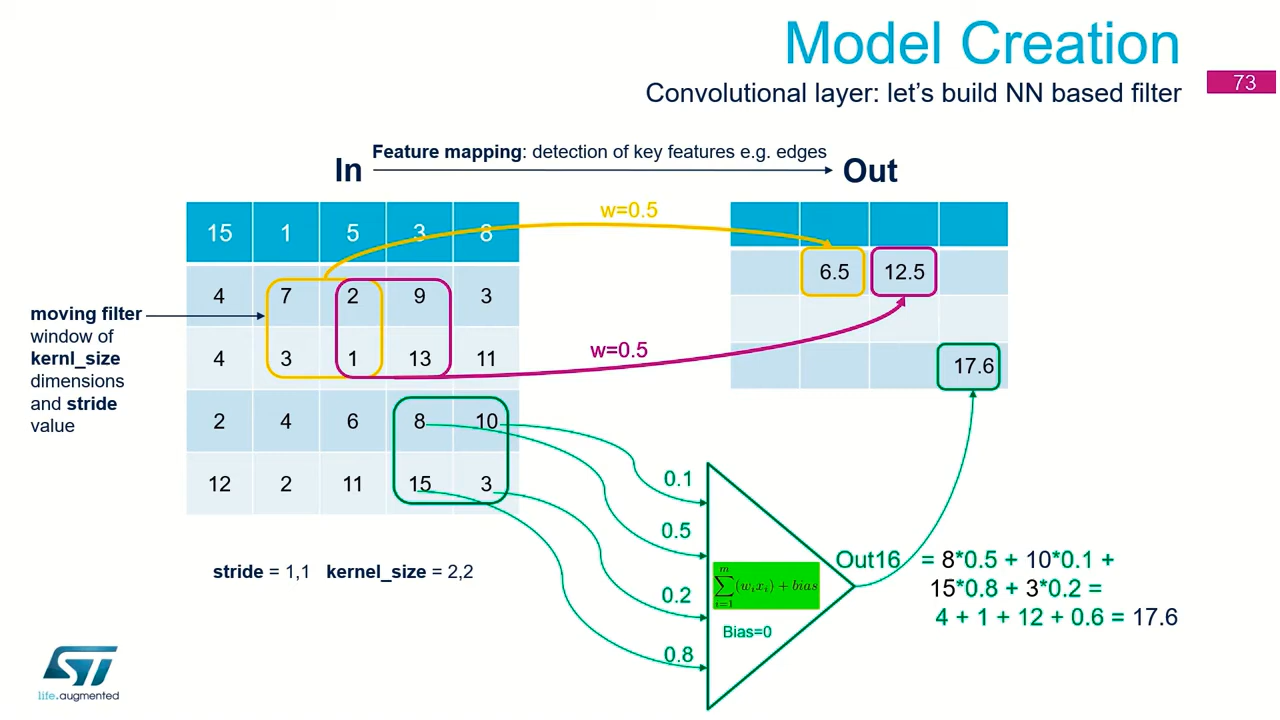 Model Creation
Convolutional layer: let's build NN based filter
73
Feature mapping: detection of key features e.g. edges
In
Out
15 1 5 3 8
4 7 2 9 3
4 3 1 13 11
2 4 6 8 10
12 2 11 15 3
w=0.5
6.5 12.5
w=0.5
17.6
moving filter
window of
kernl_size
dimensions
and stride
value
stride = 1,1 kernel_size = 2,2
0.1
0.5
0.2
0.8
m
∑(wᵢxᵢ) + bias
i=1
Bias=0
Out16 = 8*0.5 + 10*0.1 +
15*0.8 + 3*0.2 =
4 + 1 + 12 + 0.6 = 17.6
ST
life.augmented